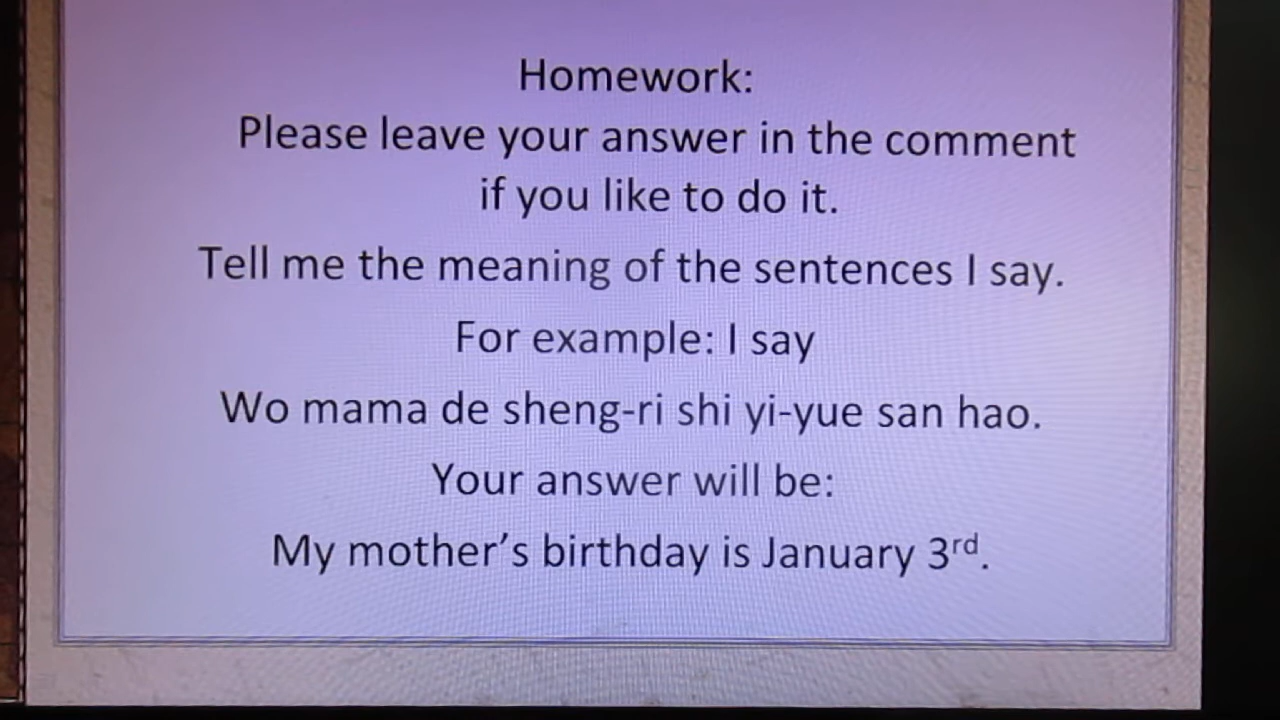 Homework:
Please leave your answer in the comment
if you like to do it.
Tell me the meaning of the sentences I say.
For example: I say
Wo mama de sheng-ri shi yi-yue san hao.
Your answer will be:
My mother’s birthday is January 3rd.